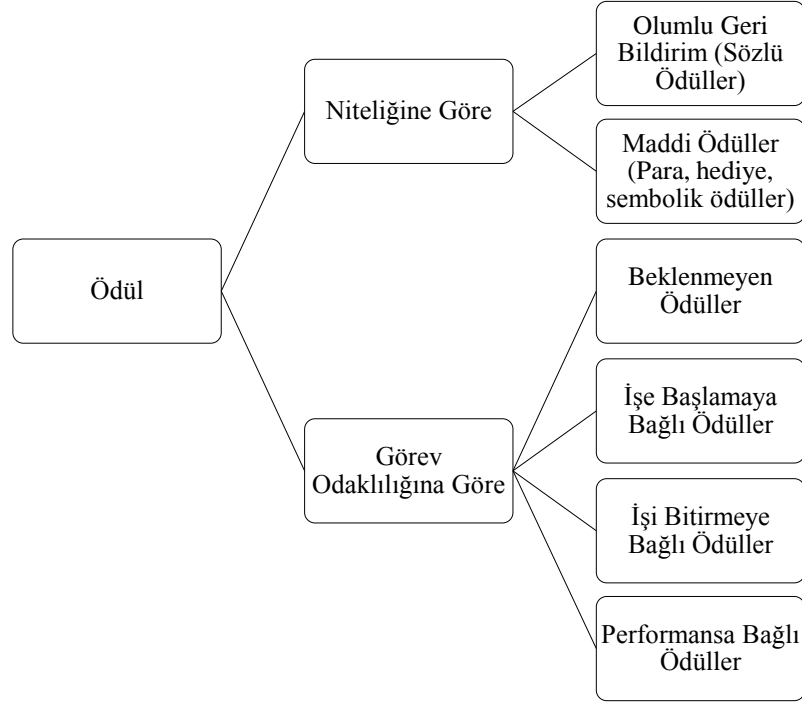 Ödül
Niteliğine Göre
Olumlu Geri
Bildirim (Sözlü
Ödüller)
Maddi Ödüller
(Para, hediye,
sembolik ödüller)
Görev
Odaklılığına Göre
Beklenmeyen
Ödüller
İşe Başlamaya
Bağlı Ödüller
İşi Bitirmeye
Bağlı Ödüller
Performansa Bağlı
Ödüller